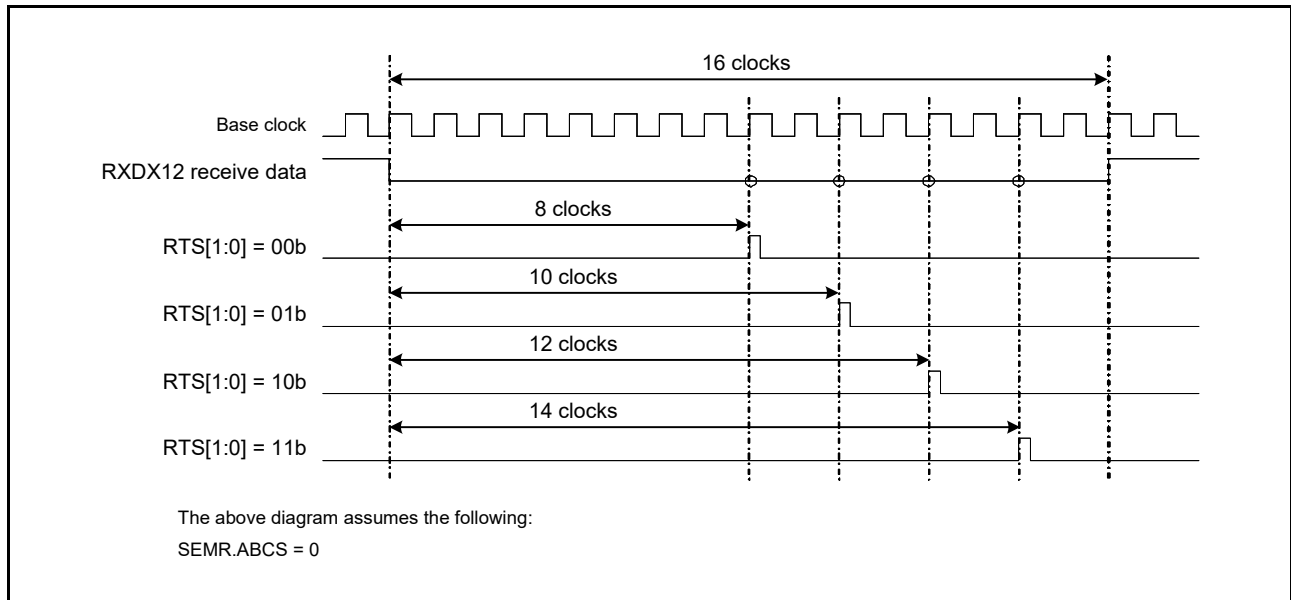 16 clocks
Base clock
RXDX12 receive data
8 clocks
RTS[1:0] = 00b
10 clocks
RTS[1:0] = 01b
12 clocks
RTS[1:0] = 10b
14 clocks
RTS[1:0] = 11b
The above diagram assumes the following:
SEMR.ABCS = 0